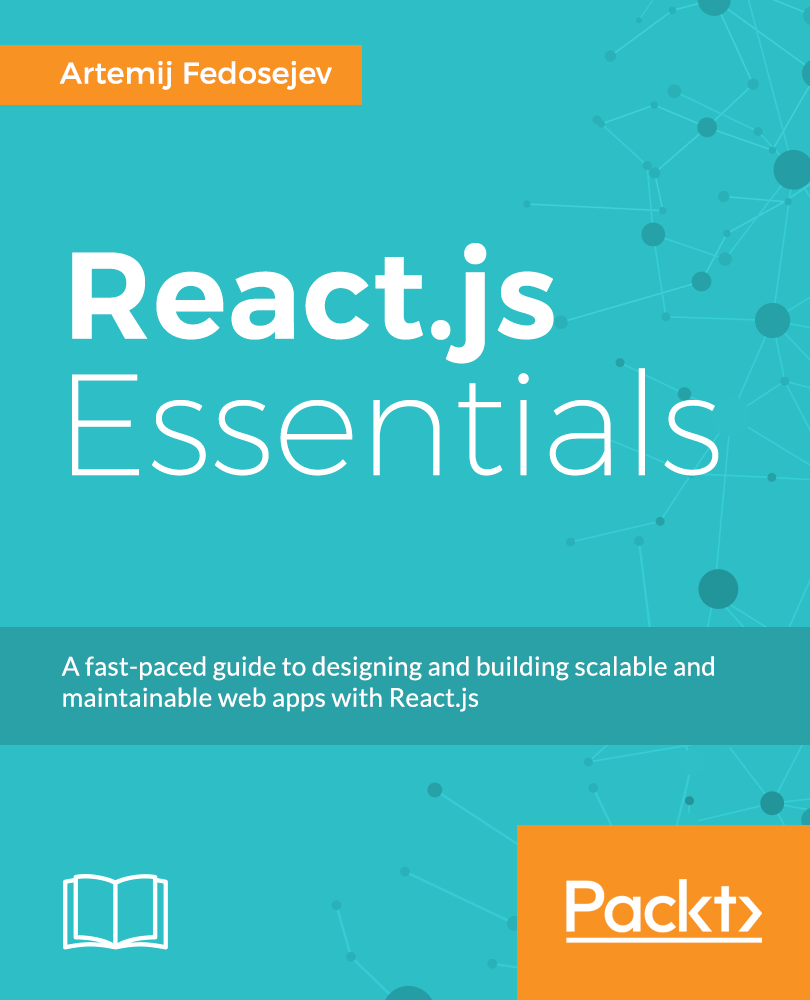 Artemij Fedosejev
React.js
Essentials
A fast-paced guide to designing and building scalable and
maintainable web apps with React.js
Packt>